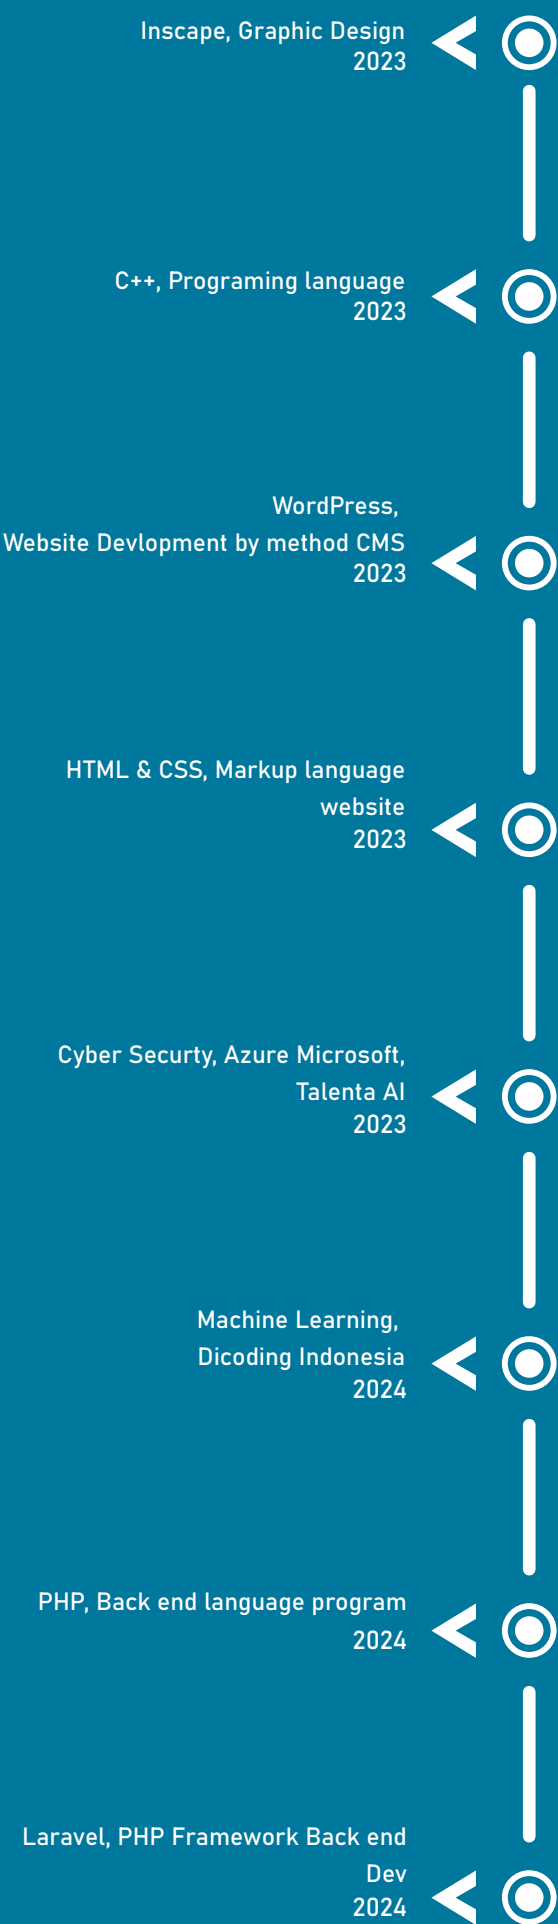 Inscape, Graphic Design
2023
C++, Programing language
2023
WordPress,
Website Devlopment by method CMS
2023
HTML & CSS, Markup language
website
2023
Cyber Securty, Azure Microsoft,
Talenta AI
2023
Machine Learning,
Dicoding Indonesia
2024
PHP, Back end language program
2024
Laravel, PHP Framework Back end
Dev
2024